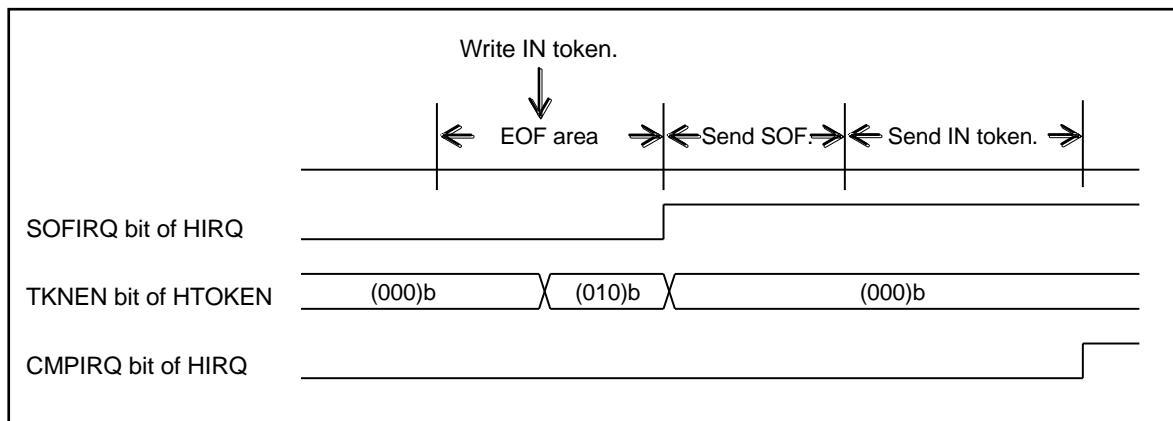 Write IN token.
EOF area
Send SOF.
Send IN token.
SOFIRQ bit of HIRQ
TKNEN bit of HTOKEN
(000)b
(010)b
(000)b
CMPIRQ bit of HIRQ